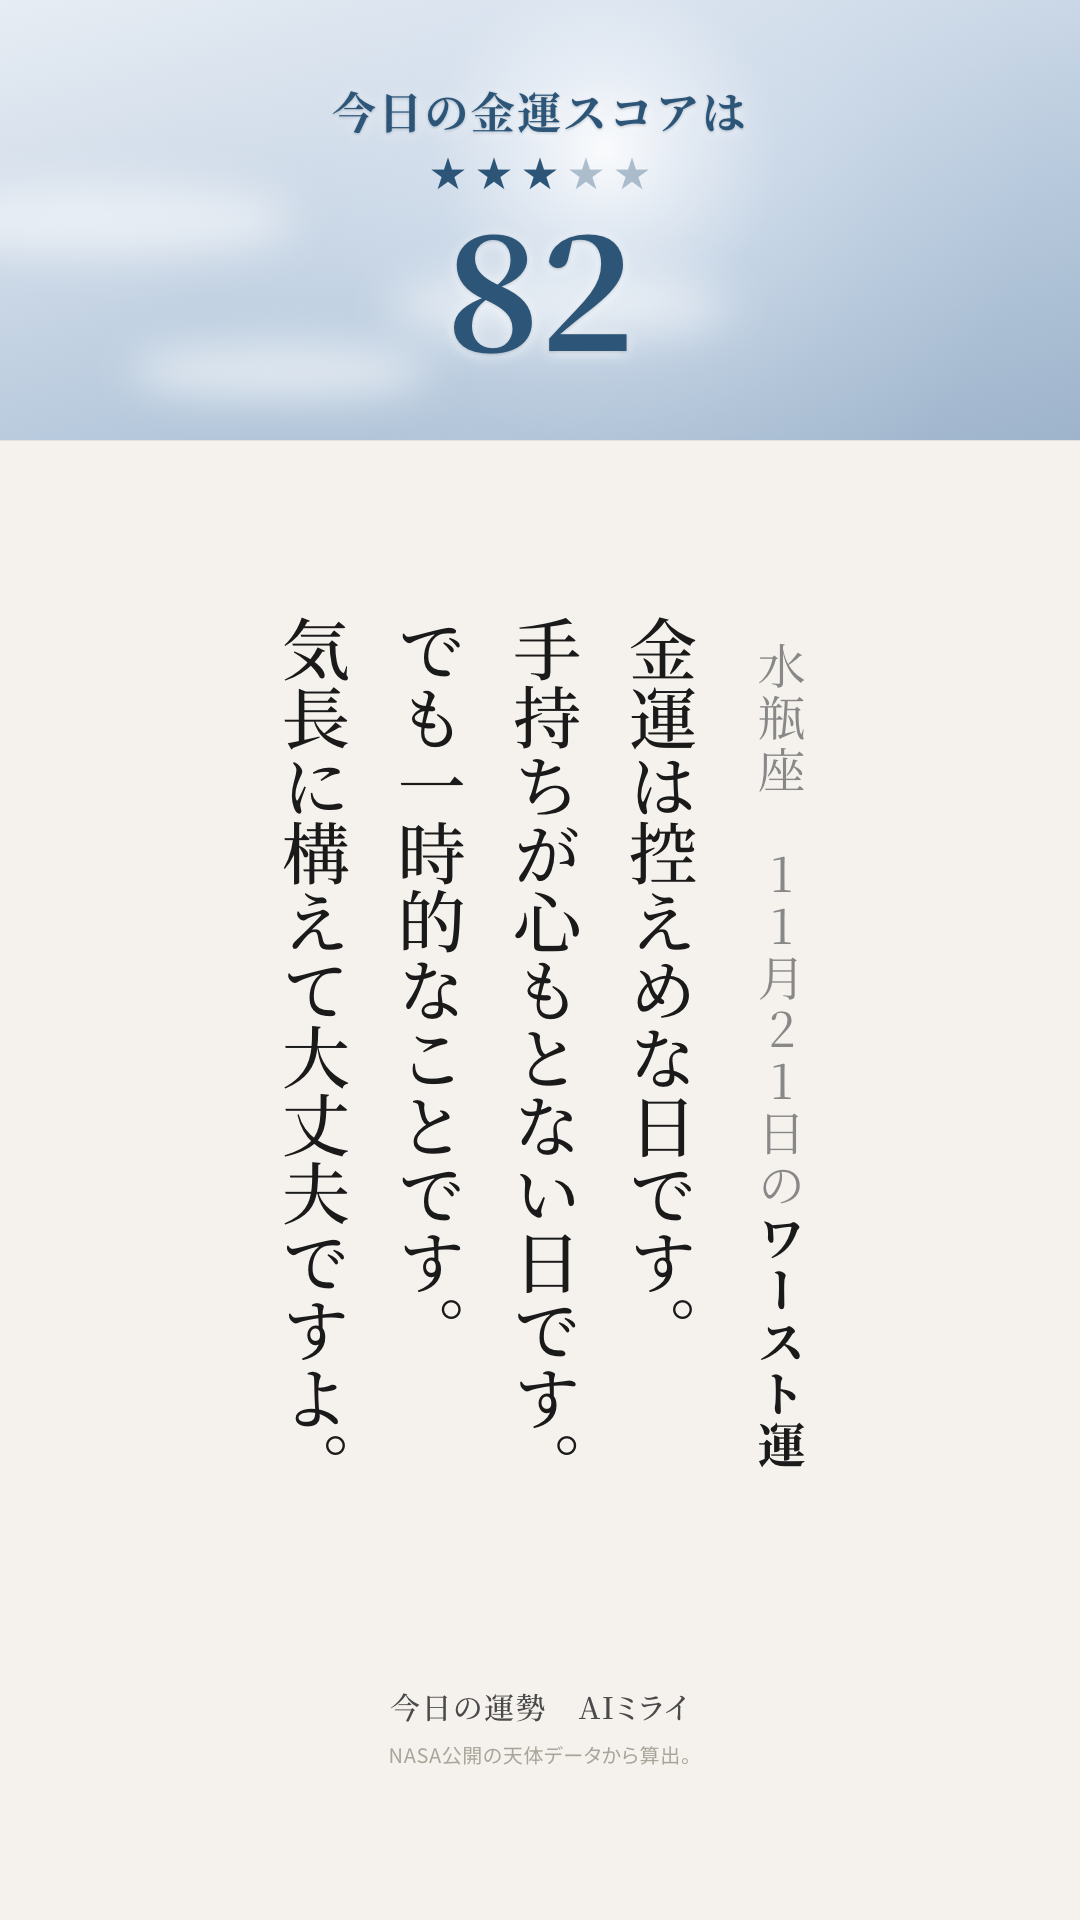 今日の金運スコアは
★★★★★
82
水瓶座　11月21日のワースト運
金運は控えめな日です。
手持ちが心もとない日です。
でも一時的なことです。
気長に構えて大丈夫ですよ。
今日の運勢　AIミライ
NASA公開の天体データから算出。